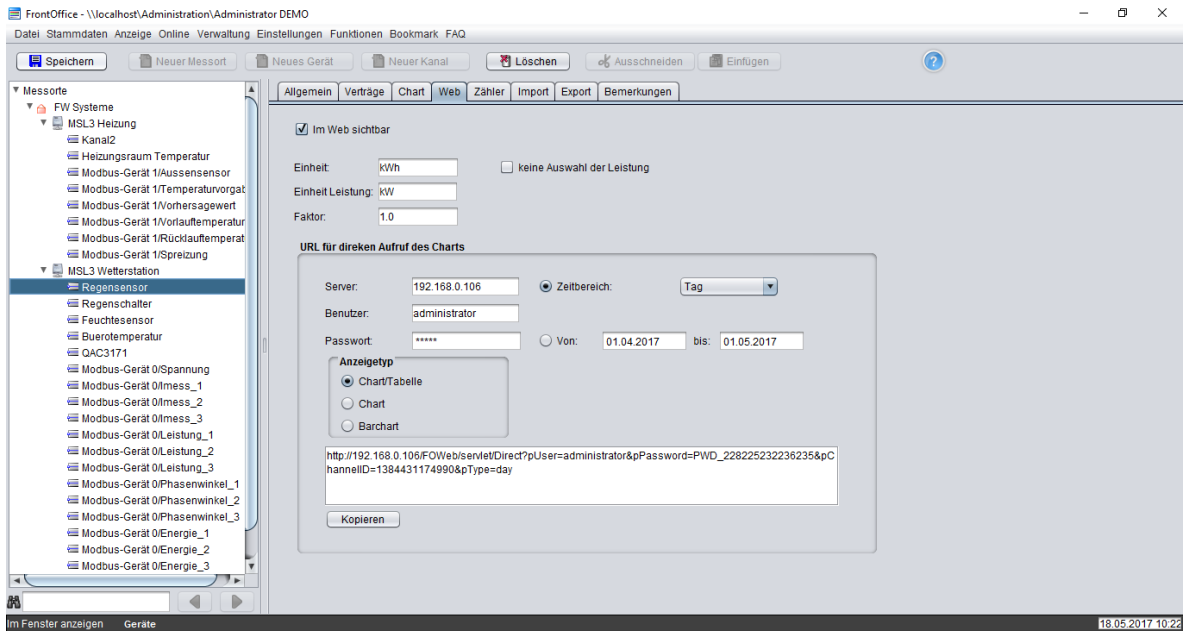 FrontOffice - \\localhost\Administration\Administrator DEMO
Datei Stammdaten Anzeige Online Verwaltung Einstellungen Funktionen Bookmark FAQ
Speichern Neuer Messort Neues Gerät Neuer Kanal Löschen Ausschneiden Einfügen ?
Messorte
FW Systeme
MSL3 Heizung
Kanal2
Heizungsraum Temperatur
Modbus-Gerät 1/Aussensensor
Modbus-Gerät 1/Temperaturvorgat
Modbus-Gerät 1/Vorhersagewert
Modbus-Gerät 1/Vorlauftemperatur
Modbus-Gerät 1/Rücklauftemperat
Modbus-Gerät 1/Spreizung
MSL3 Wetterstation
Regensensor
Regenschalter
Feuchtesensor
Buerotemperatur
QAC3171
Modbus-Gerät 0/Spannung
Modbus-Gerät 0/Imess_1
Modbus-Gerät 0/Imess_2
Modbus-Gerät 0/Imess_3
Modbus-Gerät 0/Leistung_1
Modbus-Gerät 0/Leistung_2
Modbus-Gerät 0/Leistung_3
Modbus-Gerät 0/Phasenwinkel_1
Modbus-Gerät 0/Phasenwinkel_2
Modbus-Gerät 0/Phasenwinkel_3
Modbus-Gerät 0/Energie_1
Modbus-Gerät 0/Energie_2
Modbus-Gerät 0/Energie_3
Allgemein Verträge Chart Web Zähler Import Export Bemerkungen
Im Web sichtbar
Einheit: kWh keine Auswahl der Leistung
Einheit Leistung: kW
Faktor: 1.0
URL für direken Aufruf des Charts
Server: 192.168.0.106 Zeitbereich: Tag
Benutzer: administrator
Passwort: ***** Von: 01.04.2017 bis: 01.05.2017
Anzeigetyp
Chart/Tabelle
Chart
Barchart
http://192.168.0.106/FOWeb/servlet/Direct?pUser=administrator&pPassword=PWD_228225232236235&pC
hannelID=1384431174990&pType=day
Kopieren
Im Fenster anzeigen Geräte 18.05.2017 10:22